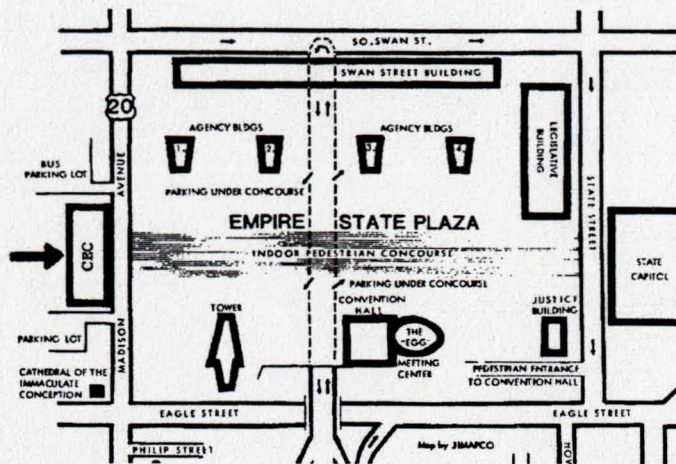 SO. SWAN ST.
SWAN STREET BUILDING
20
AVENUE
AGENCY BLDGS
AGENCY BLDGS
LEGISLATIVE
BUILDING
1.
2.
3.
4.
BUS
PARKING LOT
PARKING UNDER CONCOURSE
STATE STREET
EMPIRE STATE PLAZA
CEC
INDOOR PEDESTRIAN CONCOURSE
STATE
CAPITOL
PARKING UNDER CONCOURSE
CONVENTION
HALL
TOWER
JUSTICE
BUILDING
THE
"EGG"
MEETING
CENTER
PARKING LOT
MADISON
CATHEDRAL OF THE
IMMACULATE
CONCEPTION
PEDESTRIAN ENTRANCE
TO CONVENTION HALL
EAGLE STREET
EAGLE STREET
PHILIP STREET
Map by JIMAPCO